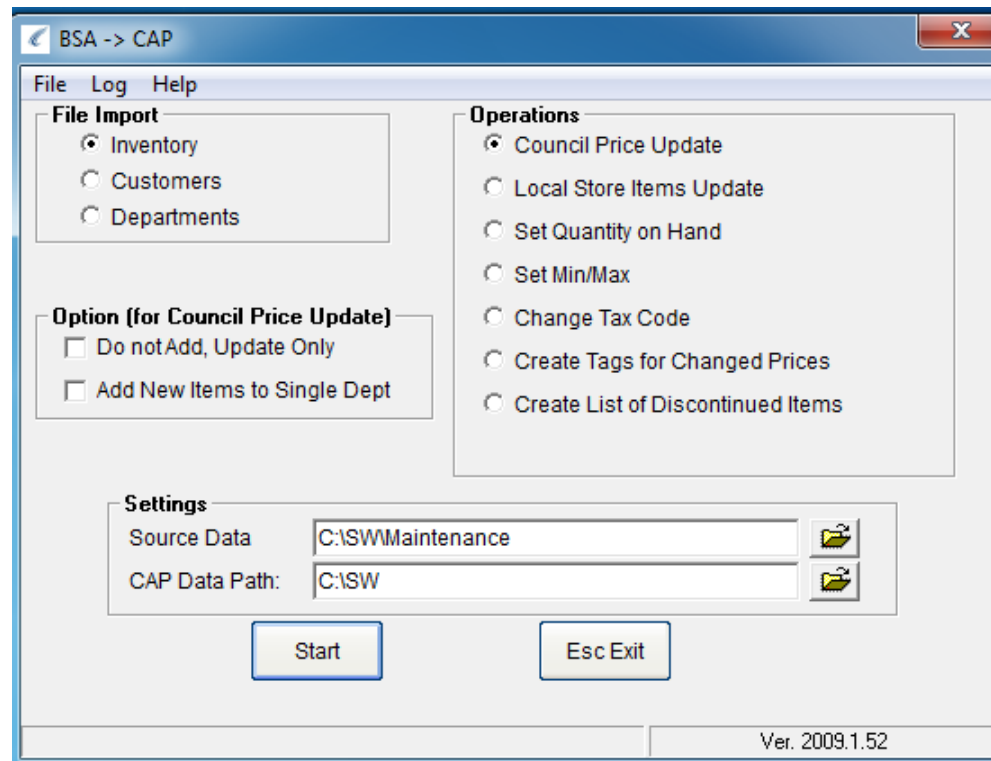 BSA -> CAP
File Log Help
File Import
Inventory
Customers
Departments
Operations
Council Price Update
Local Store Items Update
Set Quantity on Hand
Set Min/Max
Change Tax Code
Create Tags for Changed Prices
Create List of Discontinued Items
Option (for Council Price Update)
Do not Add, Update Only
Add New Items to Single Dept
Settings
Source Data C:\SW\Maintenance
CAP Data Path: C:\SW
Start Esc Exit
Ver. 2009.1.52